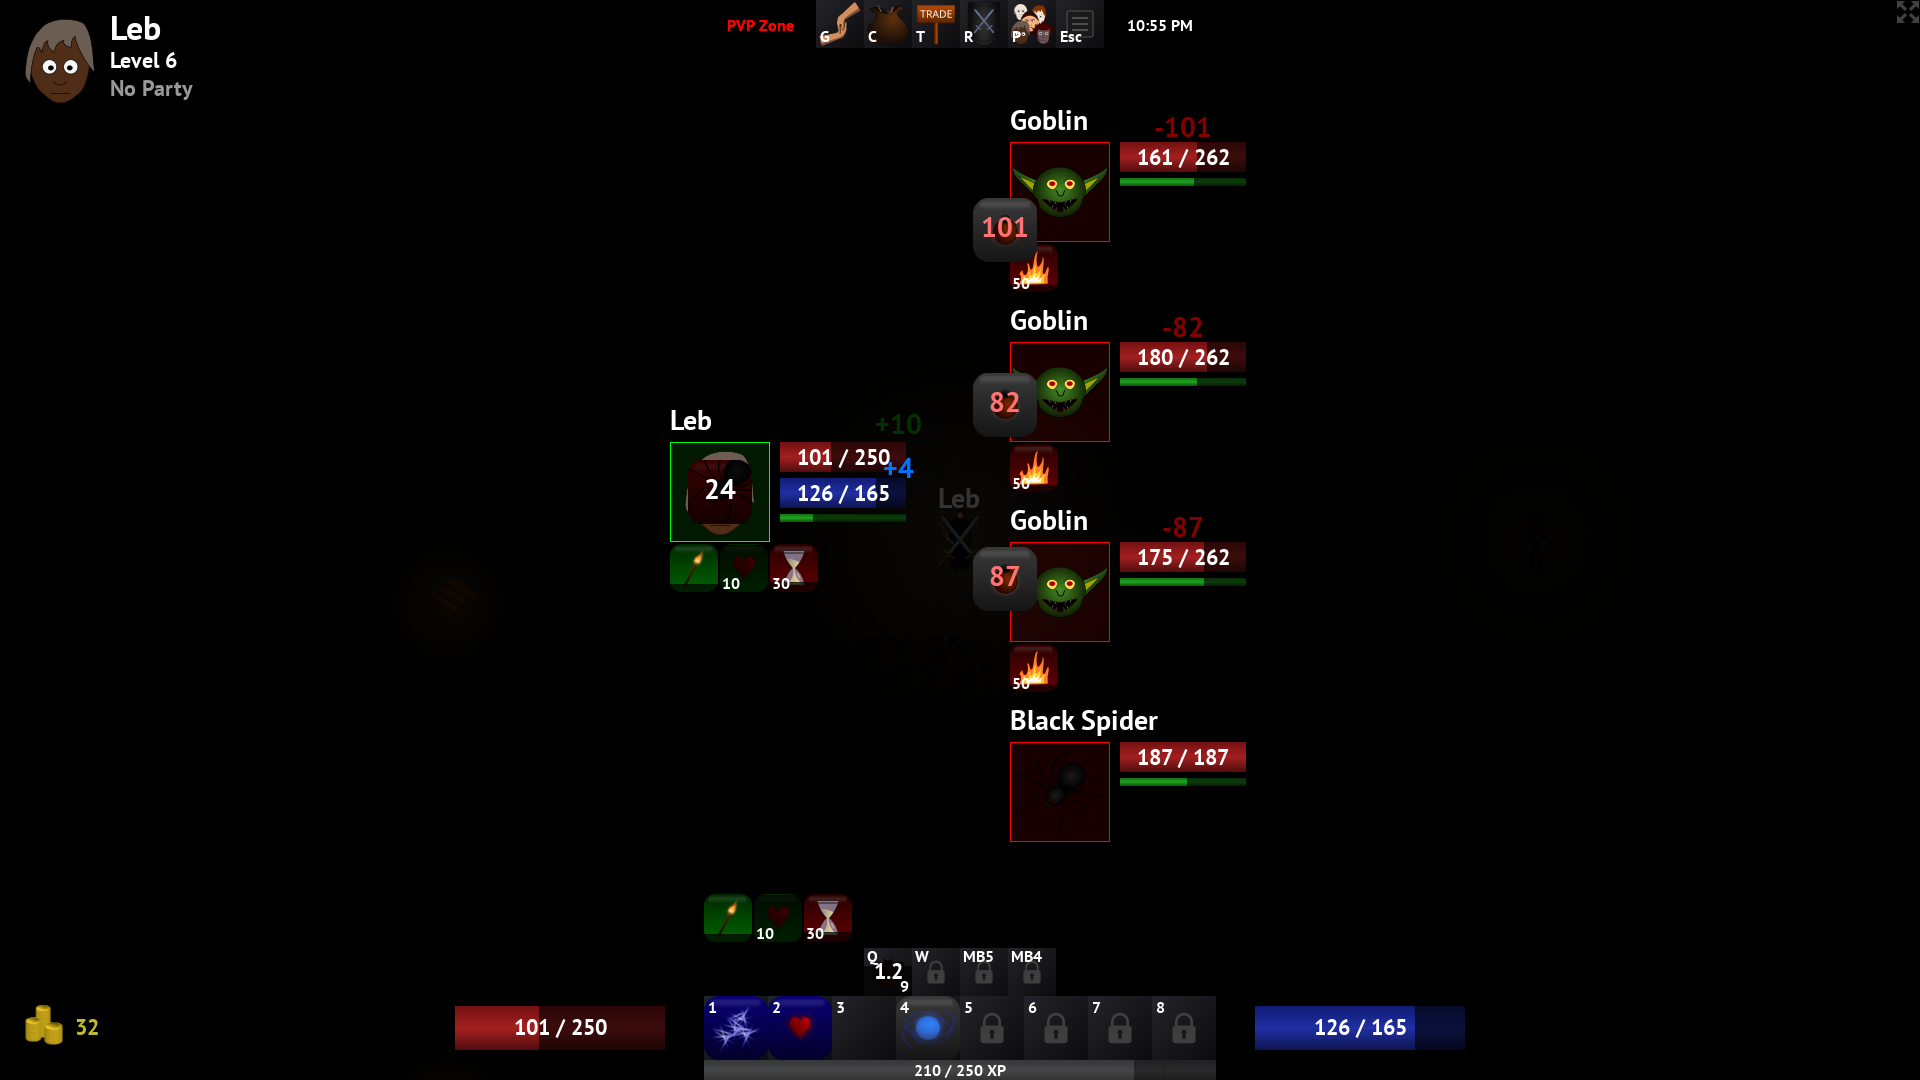 Leb
Level 6
No Party
PVP Zone
G
C
TRADE
T
R
P
Esc
10:55 PM
Goblin
-101
161 / 262
101
50
Goblin
-82
180 / 262
82
50
Leb
+10
101 / 250
+4
24
126 / 165
10
30
Leb
Goblin
-87
175 / 262
87
50
Black Spider
187 / 187
10
30
Q
1.2
9
W
MB5
MB4
32
101 / 250
1
2
3
4
5
6
7
8
126 / 165
210 / 250 XP